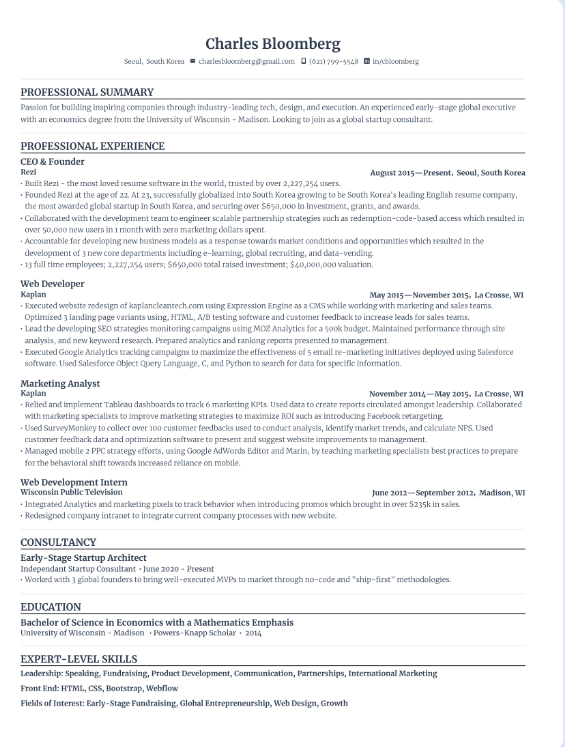 Charles Bloomberg
Seoul, South Korea charlesbloomberg@gmail.com (621) 799-5548 in/cbloomberg
PROFESSIONAL SUMMARY
Passion for building inspiring companies through industry-leading tech, design, and execution. An experienced early-stage global executive
with an economics degree from the University of Wisconsin - Madison. Looking to join as a global startup consultant.
PROFESSIONAL EXPERIENCE
CEO & Founder
Rezi August 2015—Present, Seoul, South Korea
• Built Rezi - the most loved resume software in the world, trusted by over 2,227,254 users.
• Founded Rezi at the age of 22. At 23, successfully globalized into South Korea growing to be South Korea's leading English resume company,
the most awarded global startup in South Korea, and securing over $650,000 in investment, grants, and awards.
• Collaborated with the development team to engineer scalable partnership strategies such as redemption-code-based access which resulted in
over 50,000 new users in 1 month with zero marketing dollars spent.
• Accountable for developing new business models as a response towards market conditions and opportunities which resulted in the
development of 3 new core departments including e-learning, global recruiting, and data-vending.
• 13 full time employees; 2,227,254 users; $650,000 total raised investment; $40,000,000 valuation.
Web Developer
Kaplan May 2015—November 2015, La Crosse, WI
• Executed website redesign of kaplancleantech.com using Expression Engine as a CMS while working with marketing and sales teams.
Optimized 3 landing page variants using, HTML, A/B testing software and customer feedback to increase leads for sales teams.
• Lead the developing SEO strategies monitoring campaigns using MOZ Analytics for a 500k budget. Maintained performance through site
analysis, and new keyword research. Prepared analytics and ranking reports presented to management.
• Executed Google Analytics tracking campaigns to maximize the effectiveness of 5 email re-marketing initiatives deployed using Salesforce
software. Used Salesforce Object Query Language, C, and Python to search for data for specific information.
Marketing Analyst
Kaplan November 2014—May 2015, La Crosse, WI
• Relied and implement Tableau dashboards to track 6 marketing KPIs. Used data to create reports circulated amongst leadership. Collaborated
with marketing specialists to improve marketing strategies to maximize ROI such as introducing Facebook retargeting.
• Used SurveyMonkey to collect over 100 customer feedbacks used to conduct analysis, identify market trends, and calculate NPS. Used
customer feedback data and optimization software to present and suggest website improvements to management.
• Managed mobile 2 PPC strategy efforts, using Google AdWords Editor and Marin, by teaching marketing specialists best practices to prepare
for the behavioral shift towards increased reliance on mobile.
Web Development Intern
Wisconsin Public Television June 2012—September 2012, Madison, WI
• Integrated Analytics and marketing pixels to track behavior when introducing promos which brought in over $235k in sales.
• Redesigned company intranet to integrate current company processes with new website.
CONSULTANCY
Early-Stage Startup Architect
Independent Startup Consultant • June 2020 - Present
• Worked with 3 global founders to bring well-executed MVPs to market through no-code and "ship-first" methodologies.
EDUCATION
Bachelor of Science in Economics with a Mathematics Emphasis
University of Wisconsin - Madison • Powers-Knapp Scholar • 2014
EXPERT-LEVEL SKILLS
Leadership: Speaking, Fundraising, Product Development, Communication, Partnerships, International Marketing
Front End: HTML, CSS, Bootstrap, Webflow
Fields of Interest: Early-Stage Fundraising, Global Entrepreneurship, Web Design, Growth